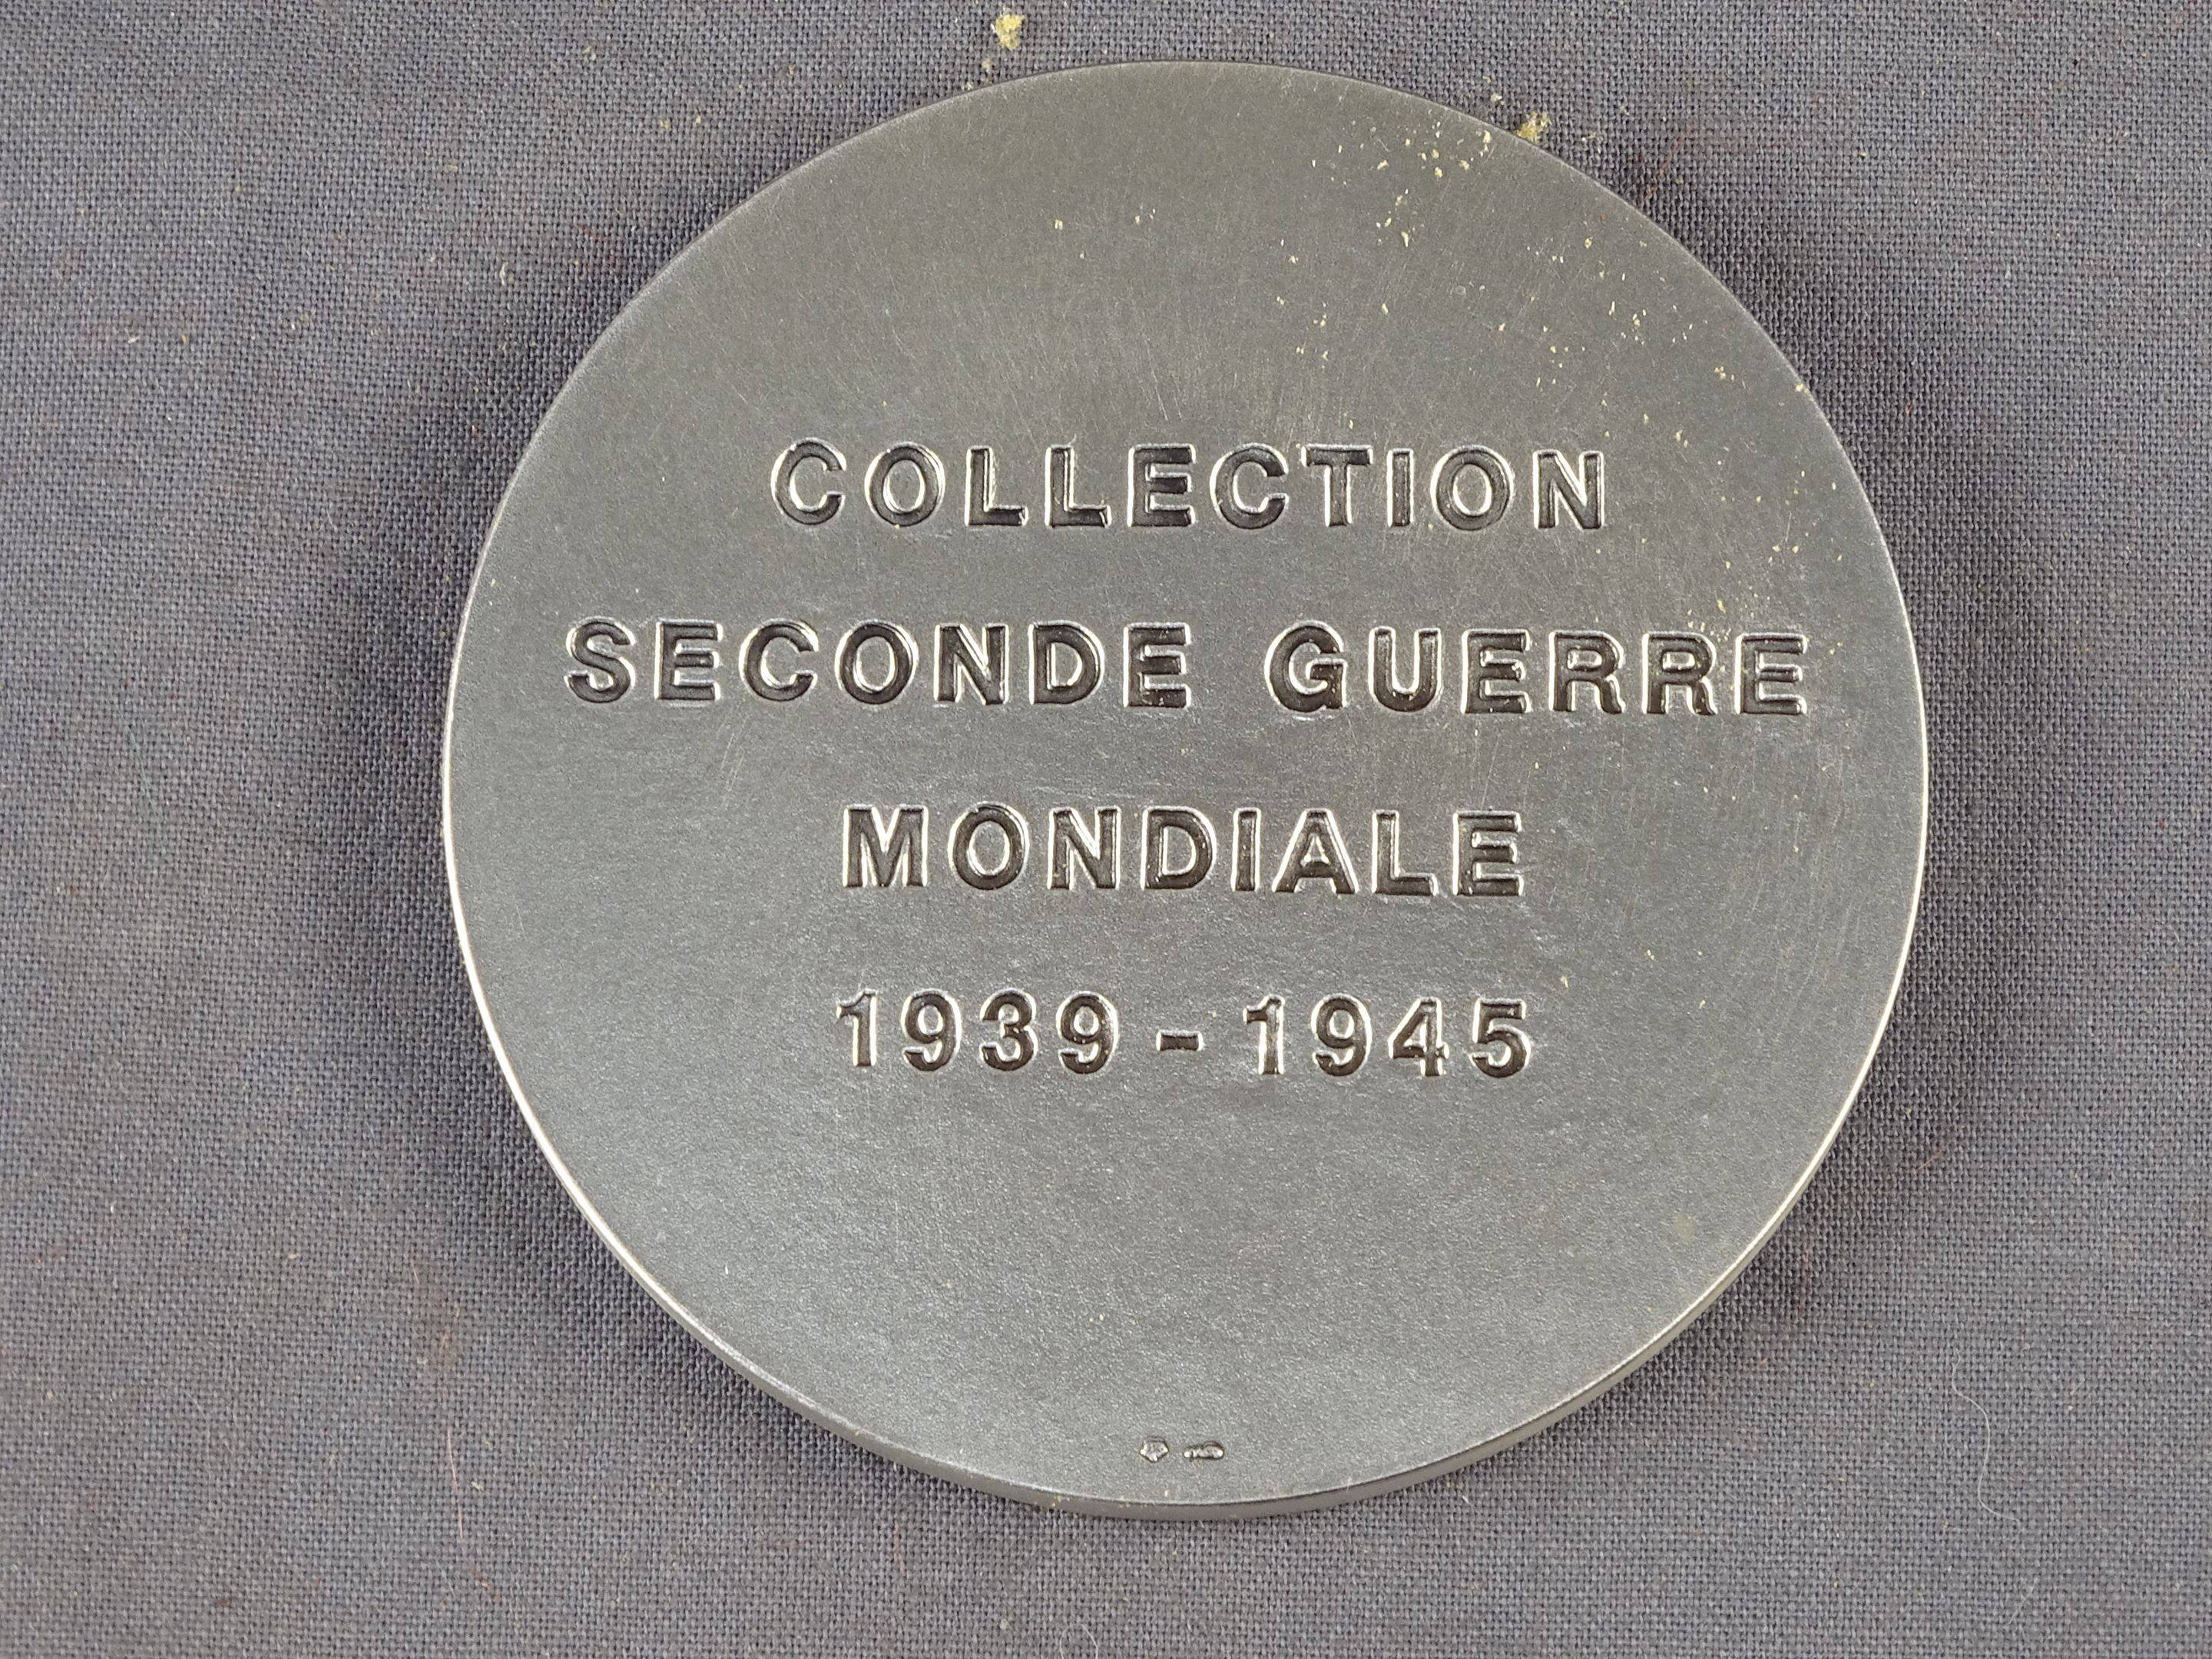 COLLECTION
SECONDE GUERRE
MONDIALE
1939-1945